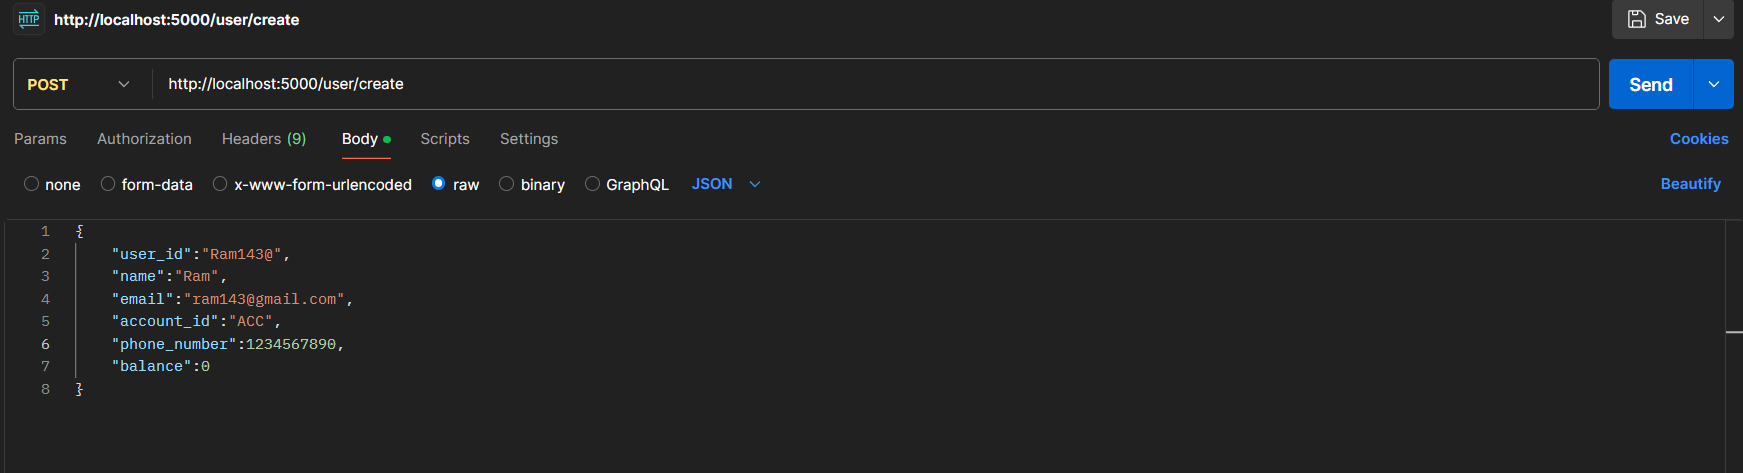 HTTP http://localhost:5000/user/create Save
POST http://localhost:5000/user/create Send
Params Authorization Headers (9) Body Scripts Settings Cookies
none form-data x-www-form-urlencoded raw binary GraphQL JSON Beautify
1 {
2 "user_id":"Ram143@",
3 "name":"Ram",
4 "email":"ram143@gmail.com",
5 "account_id":"ACC",
6 "phone_number":1234567890,
7 "balance":0
8 }